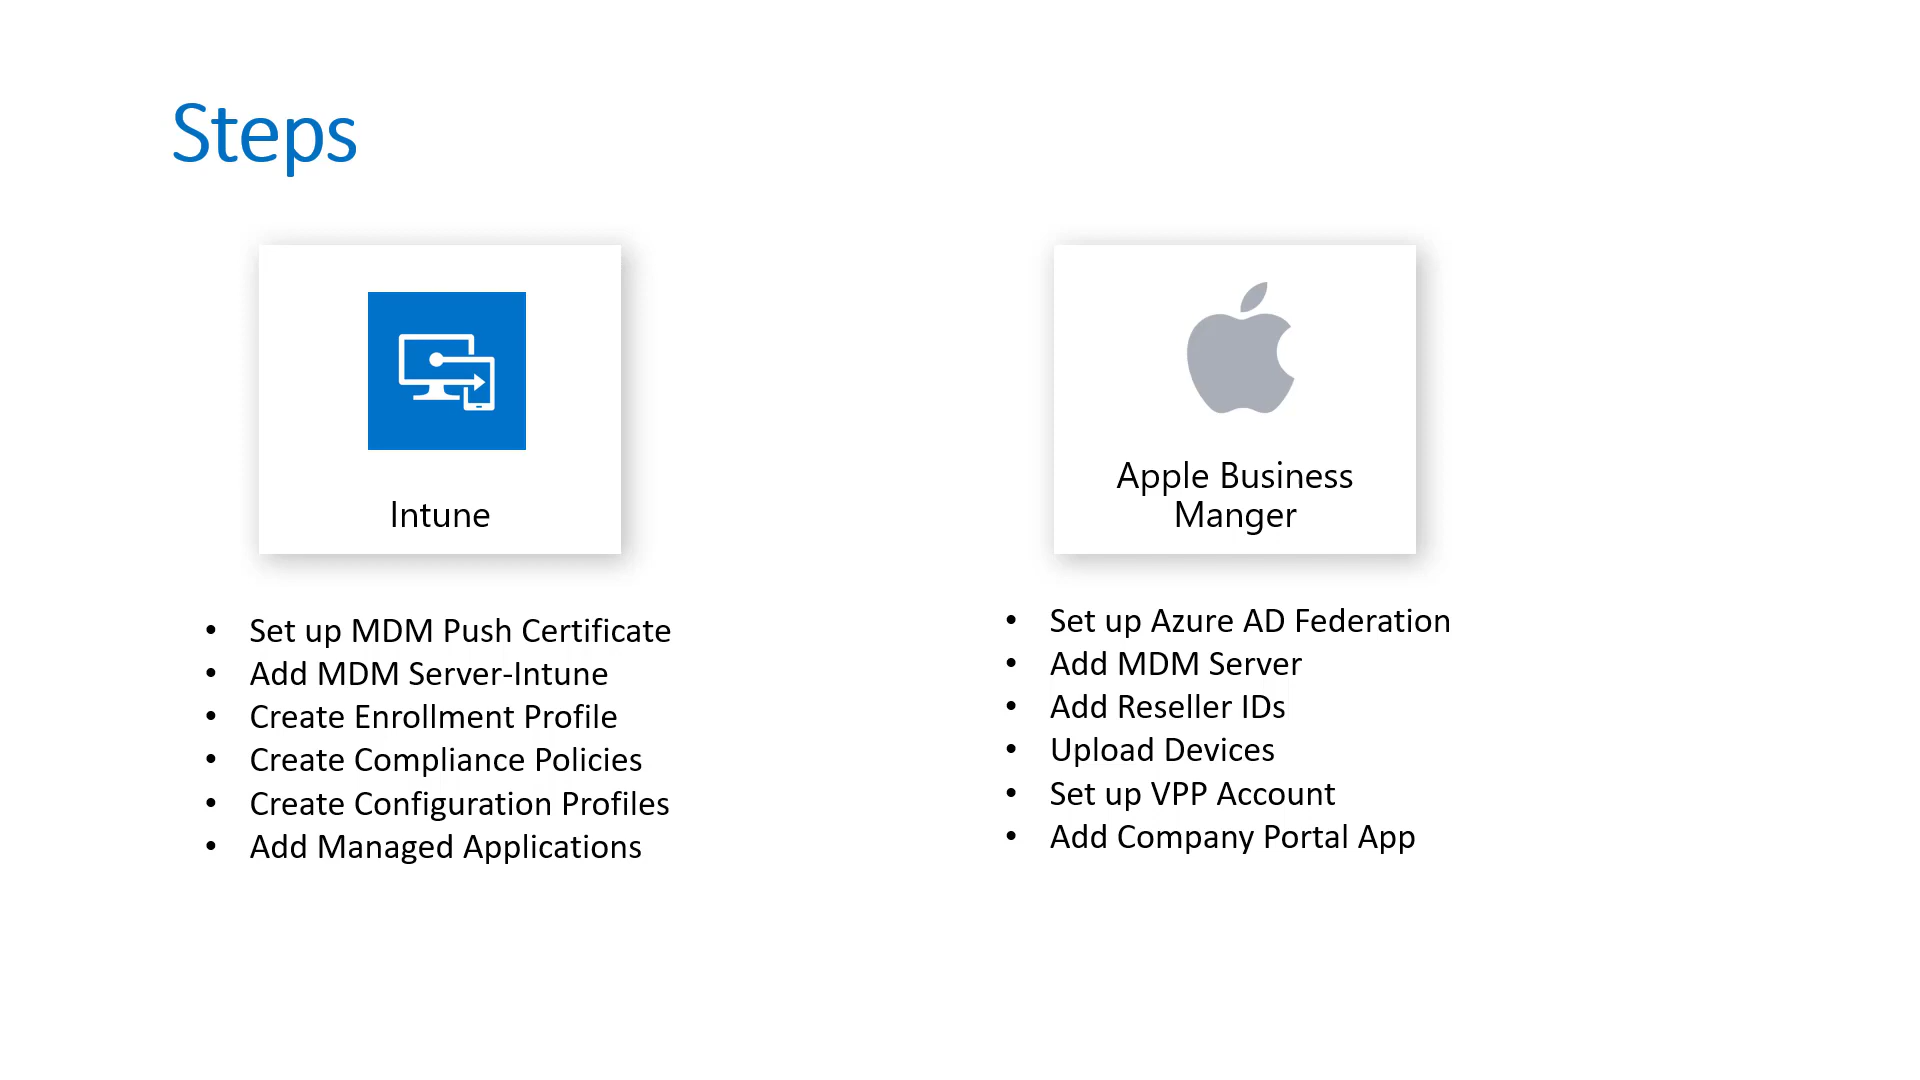 Steps
Intune
• Set up MDM Push Certificate
• Add MDM Server-Intune
• Create Enrollment Profile
• Create Compliance Policies
• Create Configuration Profiles
• Add Managed Applications
Apple Business
Manger
• Set up Azure AD Federation
• Add MDM Server
• Add Reseller IDs
• Upload Devices
• Set up VPP Account
• Add Company Portal App